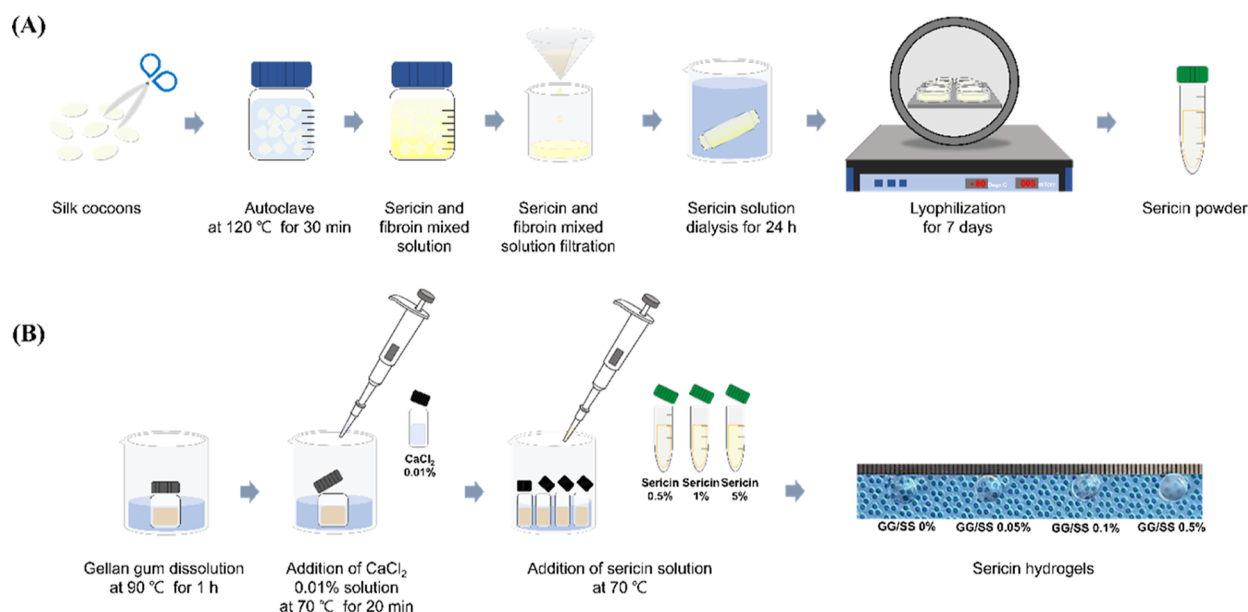 (A)
Silk cocoons
Autoclave
at 120 ℃ for 30 min
Sericin and
fibroin mixed
solution
Sericin and
fibroin mixed
solution filtration
Sericin solution
dialysis for 24 h
Lyophilization
for 7 days
Sericin powder
(B)
CaCl₂
0.01%
Sericin
0.5%
Sericin
1%
Sericin
5%
GG/SS 0%
GG/SS 0.05%
GG/SS 0.1%
GG/SS 0.5%
Gellan gum dissolution
at 90 ℃ for 1 h
Addition of CaCl₂
0.01% solution
at 70 ℃ for 20 min
Addition of sericin solution
at 70 ℃
Sericin hydrogels